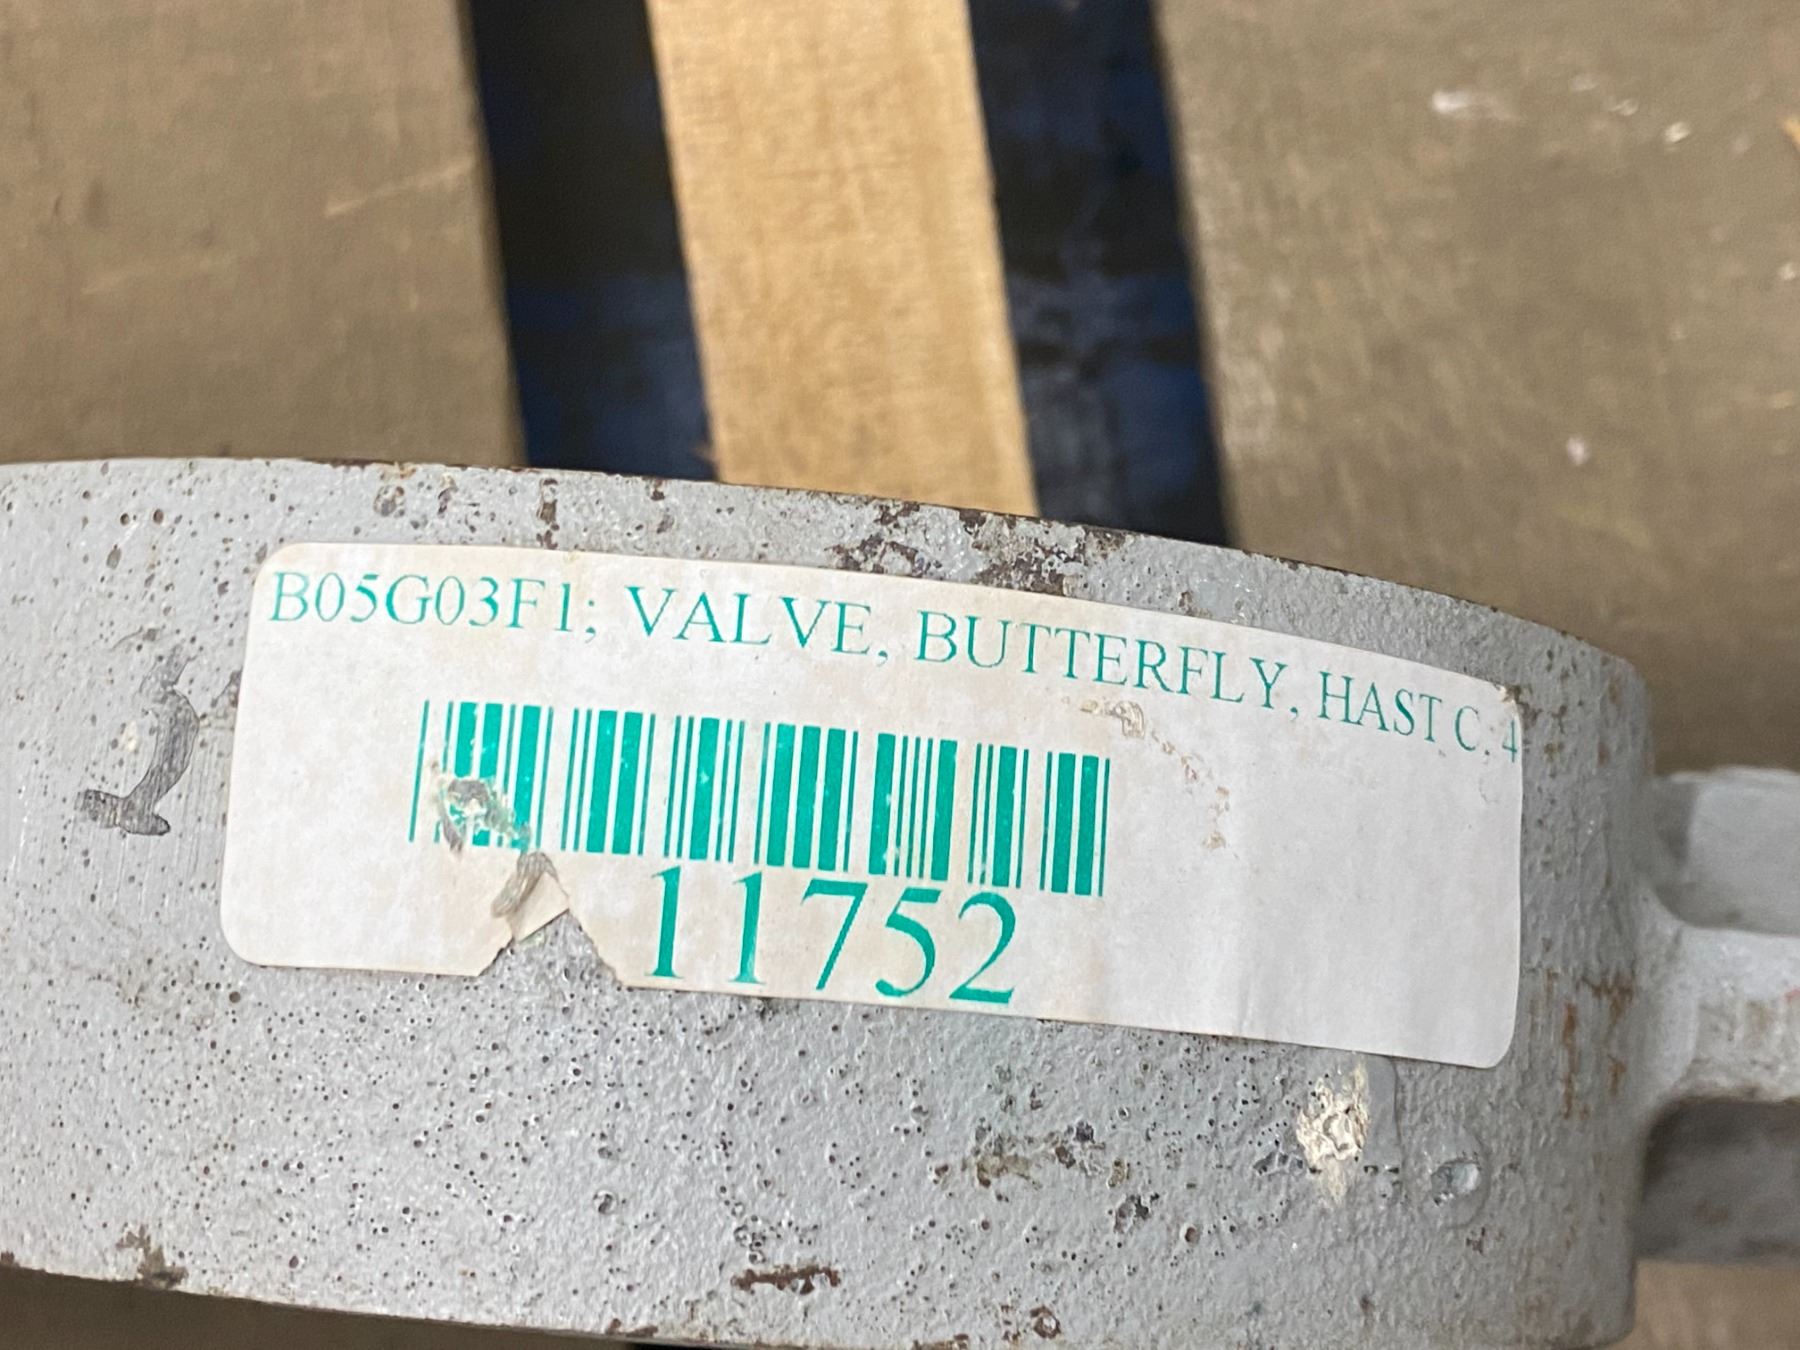 B05G03F1; VALVE, BUTTERFLY, HAST C, 4
11752